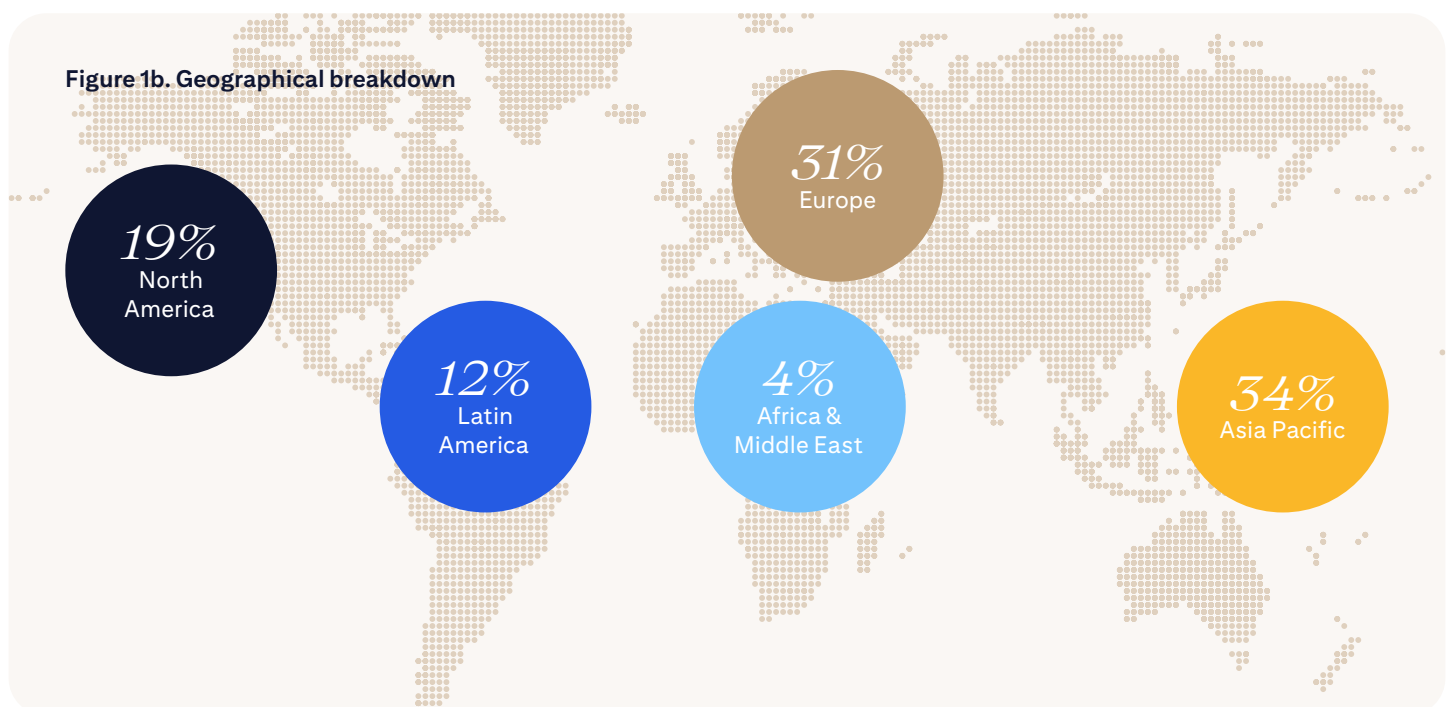 Figure 1b. Geographical breakdown
31%
Europe
19%
North
America
12%
Latin
America
4%
Africa &
Middle East
34%
Asia Pacific